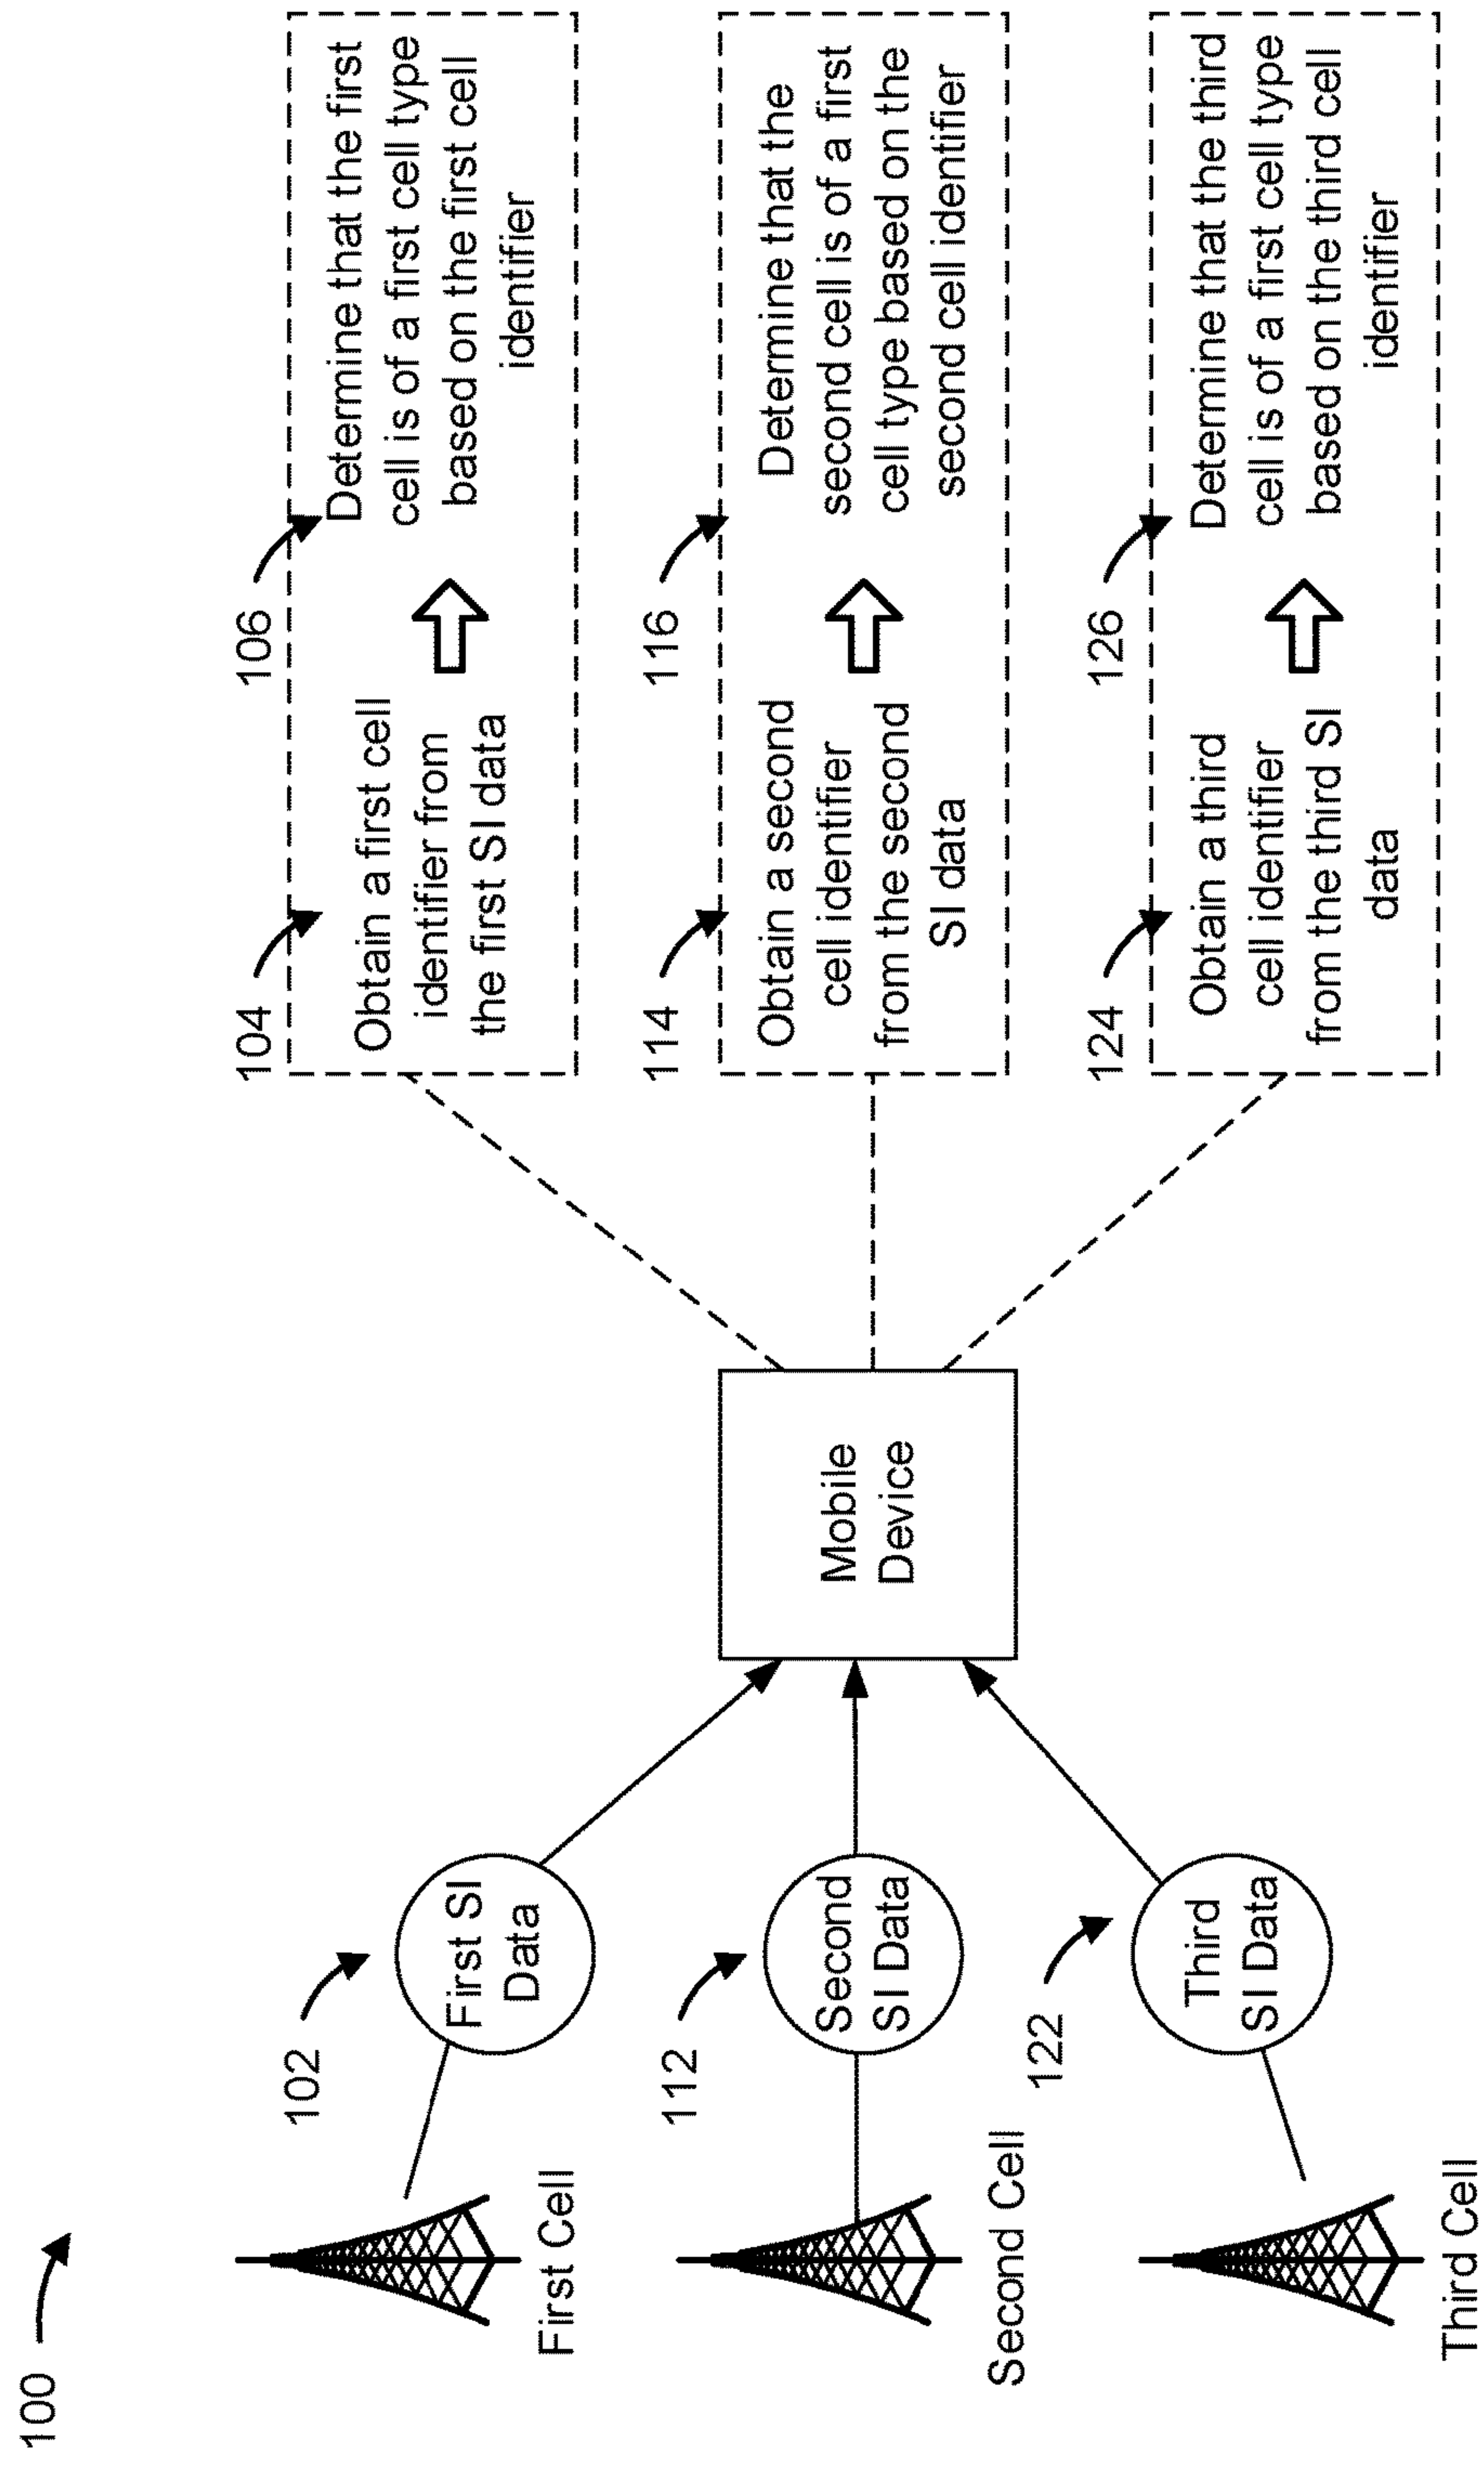 100
First Cell
102
First SI
Data
104
Obtain a first cell
identifier from
the first SI data
106
Determine that the first
cell is of a first cell type
based on the first cell
identifier
Second Cell
112
Second
SI Data
Mobile
Device
114
Obtain a second
cell identifier
from the second
SI data
116
Determine that the
second cell is of a first
cell type based on the
second cell identifier
Third Cell
122
Third
SI Data
124
Obtain a third
cell identifier
from the third SI
data
126
Determine that the third
cell is of a first cell type
based on the third cell
identifier